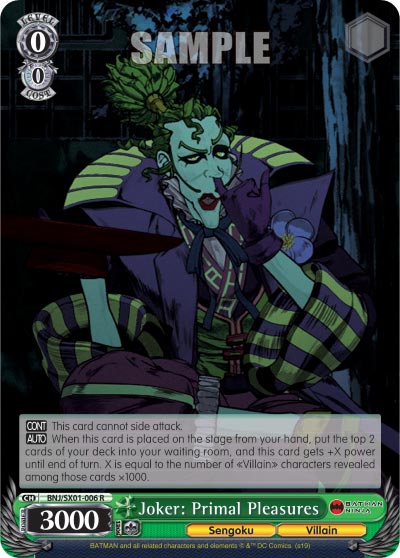 LEVEL
0
0
COST
SAMPLE
CONT This card cannot side attack.
AUTO When this card is placed on the stage from your hand, put the top 2
cards of your deck into your waiting room, and this card gets +X power
until end of turn. X is equal to the number of «Villain» characters revealed
among those cards ×1000.
CH BNJ/SX01-006 R
POWER 3000 Joker: Primal Pleasures BATMAN NINJA
Sengoku Villain
BATMAN and all related characters and elements © & ™ DC Comics. (s19)